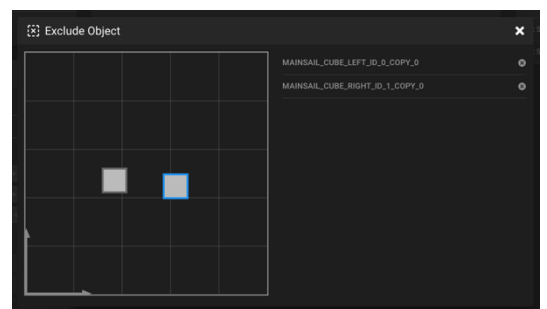 Exclude Object
MAINSAIL_CUBE_LEFT_ID_0_COPY_0
MAINSAIL_CUBE_RIGHT_ID_1_COPY_0